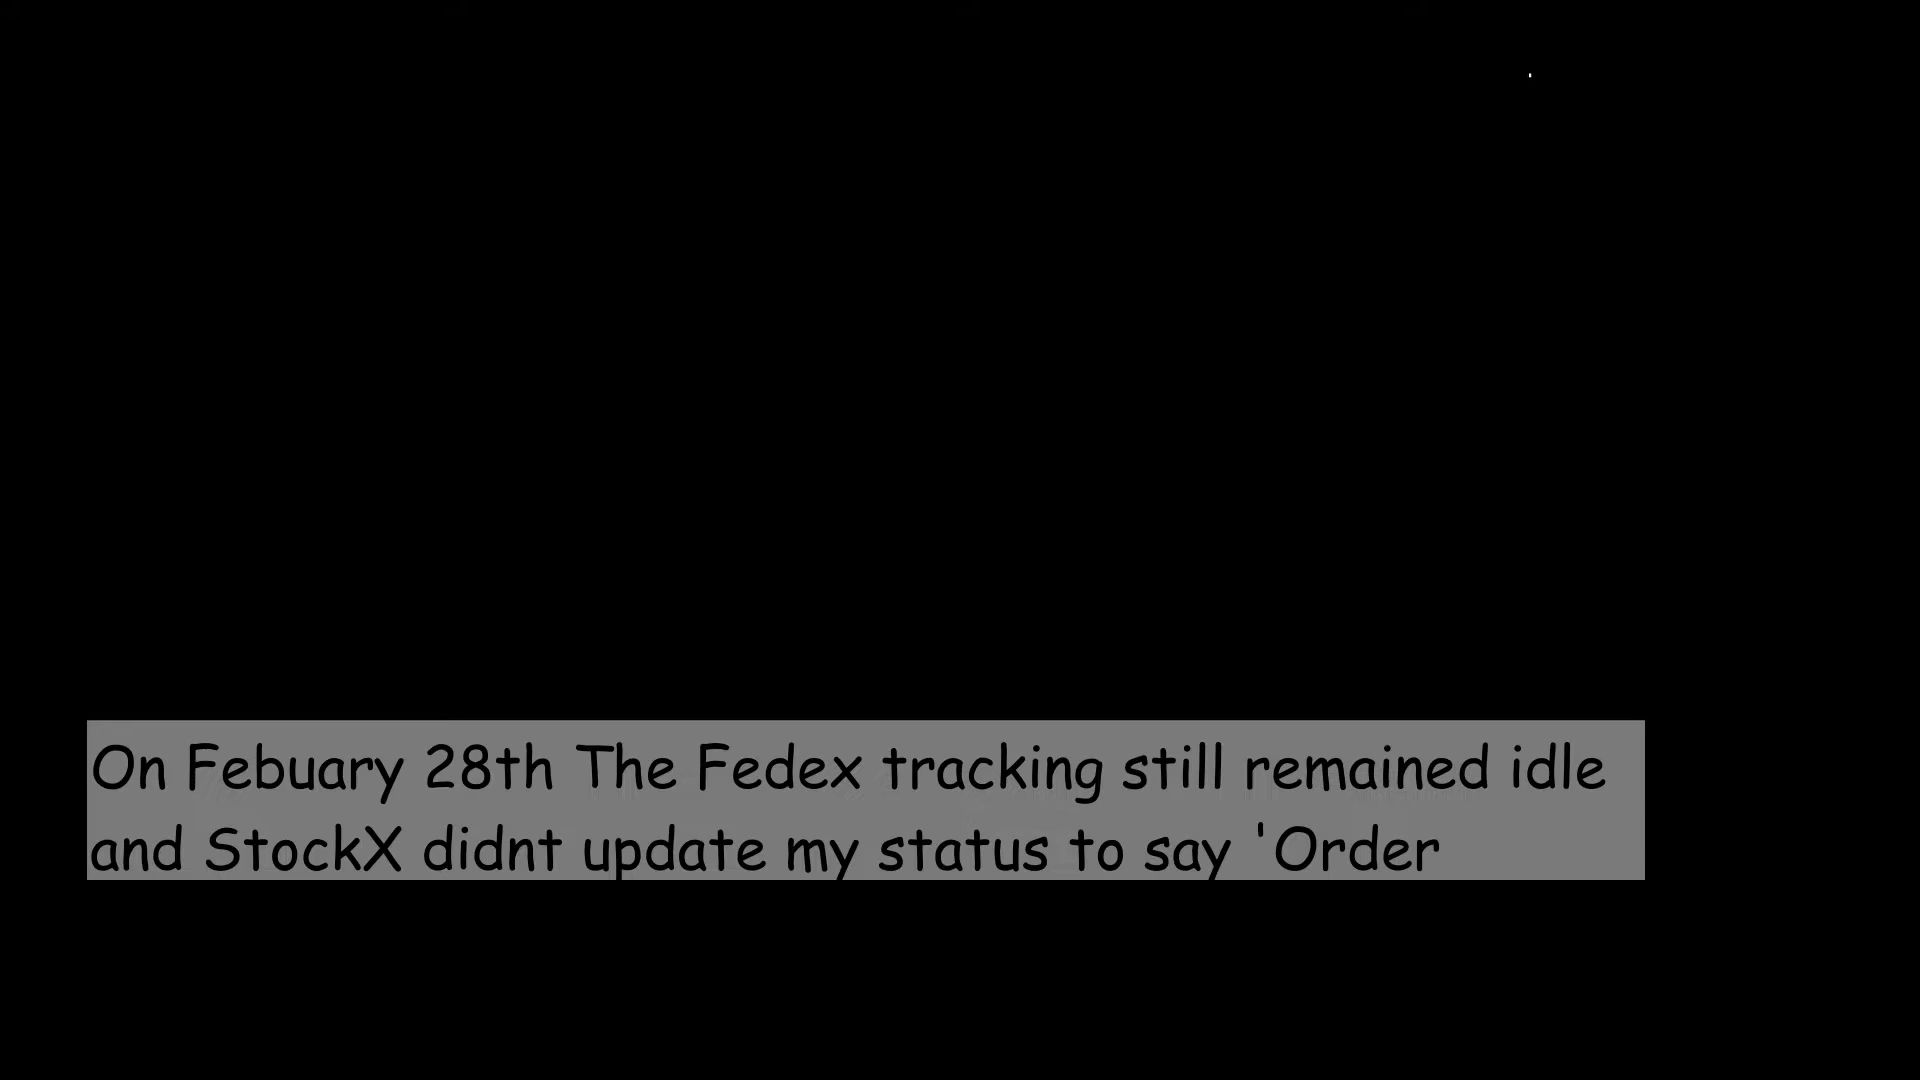 On Febuary 28th The Fedex tracking still remained idle
and StockX didnt update my status to say 'Order